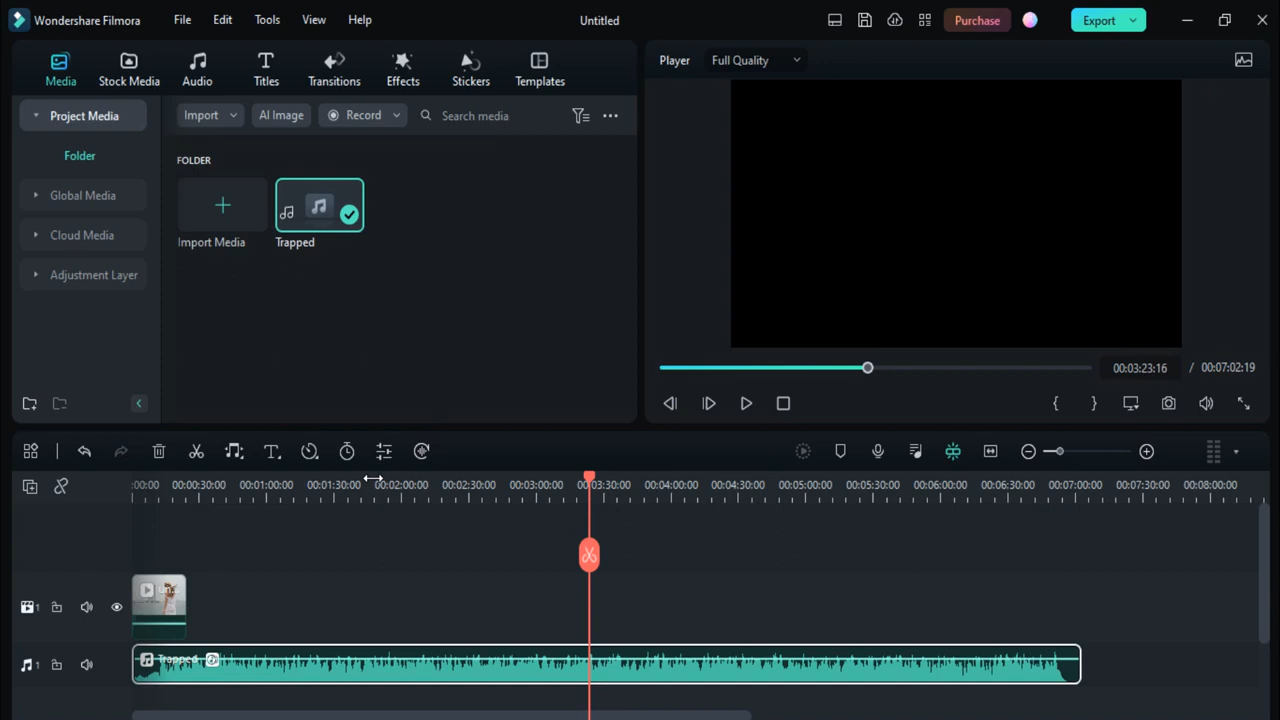 Wondershare Filmora File Edit Tools View Help Untitled Purchase Export
Media Stock Media Audio Titles Transitions Effects Stickers Templates
Player Full Quality
Project Media
Import AI Image Record Search media
Folder
Global Media
Cloud Media
Adjustment Layer
FOLDER
Import Media Trapped
00:03:23:16 / 00:07:02:19
:00:00 00:00:30:00 00:01:00:00 00:01:30:00 00:02:00:00 00:02:30:00 00:03:00:00 00:03:30:00 00:04:00:00 00:04:30:00 00:05:00:00 00:05:30:00 00:06:00:00 00:06:30:00 00:07:00:00 00:07:30:00 00:08:00:00
1
1 Trapped